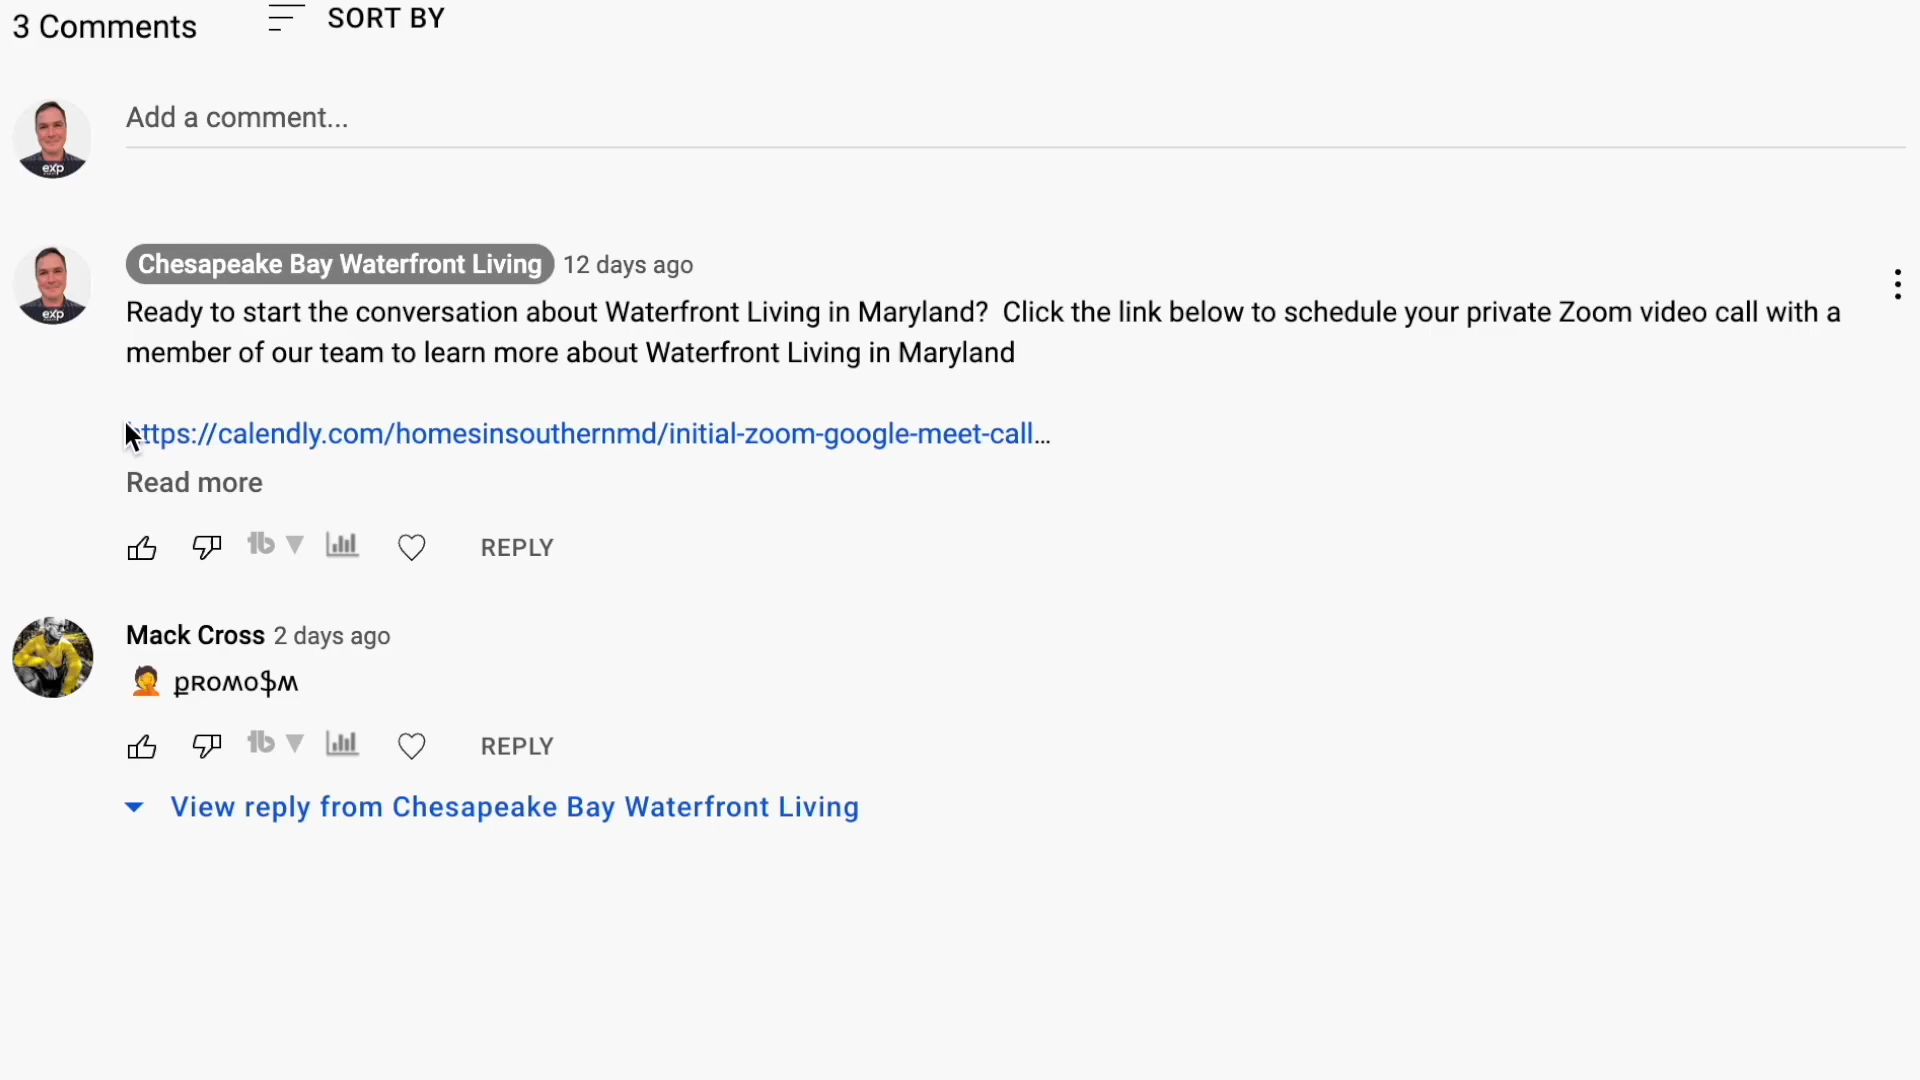 3 Comments
SORT BY
Add a comment...
exp
Chesapeake Bay Waterfront Living 12 days ago
Ready to start the conversation about Waterfront Living in Maryland?  Click the link below to schedule your private Zoom video call with a
member of our team to learn more about Waterfront Living in Maryland
exp
https://calendly.com/homesinsouthernmd/initial-zoom-google-meet-call...
Read more
REPLY
Mack Cross 2 days ago
🤦 p̲ʀᴏᴍᴏ$ᴍ
REPLY
View reply from Chesapeake Bay Waterfront Living